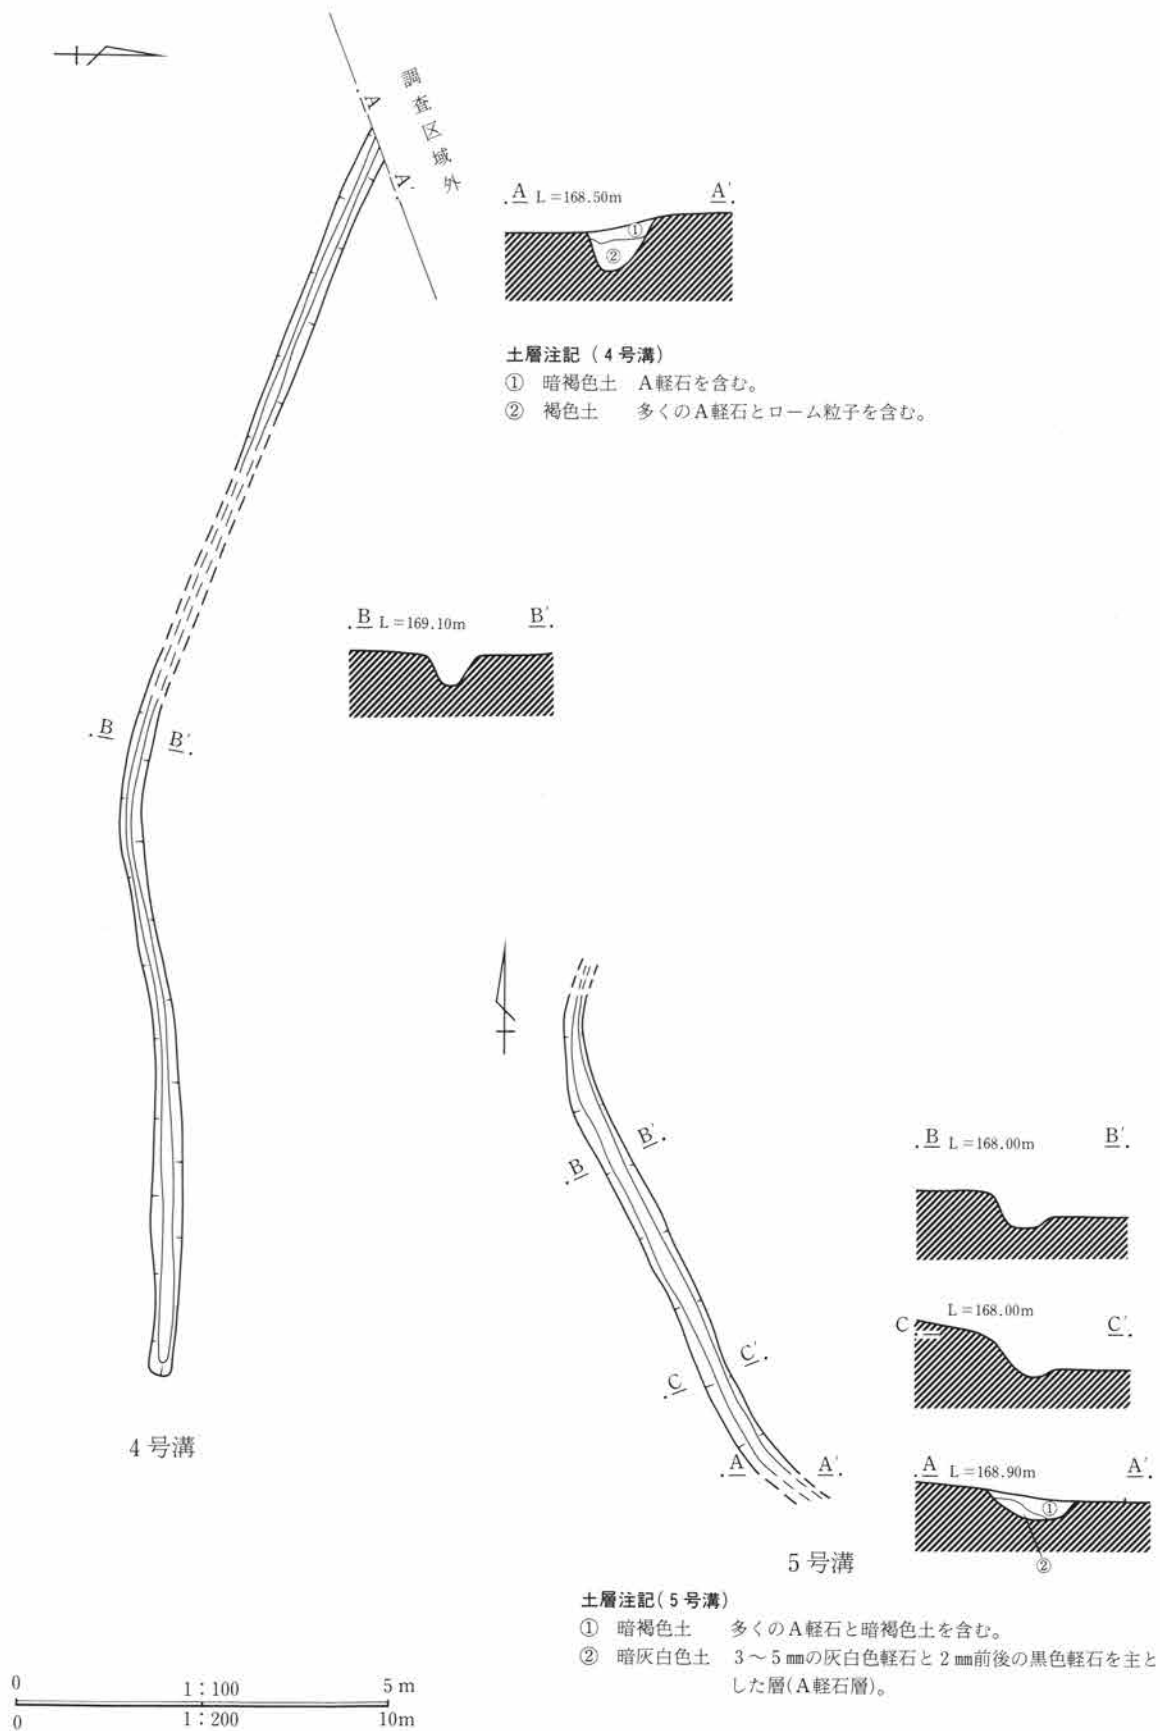 調査区域外
A
A'
A L=168.50m A'
①
②
土層注記(4号溝)
① 暗褐色土 A軽石を含む。
② 褐色土 多くのA軽石とローム粒子を含む。
B L=169.10m B'
B
B'
4号溝
B'
B
C'
C
A
A'
5号溝
B L=168.00m B'
L=168.00m
C C'
A L=168.90m A'
①
②
土層注記(5号溝)
① 暗褐色土 多くのA軽石と暗褐色土を含む。
② 暗灰白色土 3〜5㎜の灰白色軽石と2㎜前後の黒色軽石を主と
した層(A軽石層)。
0 1:100 5m
0 1:200 10m